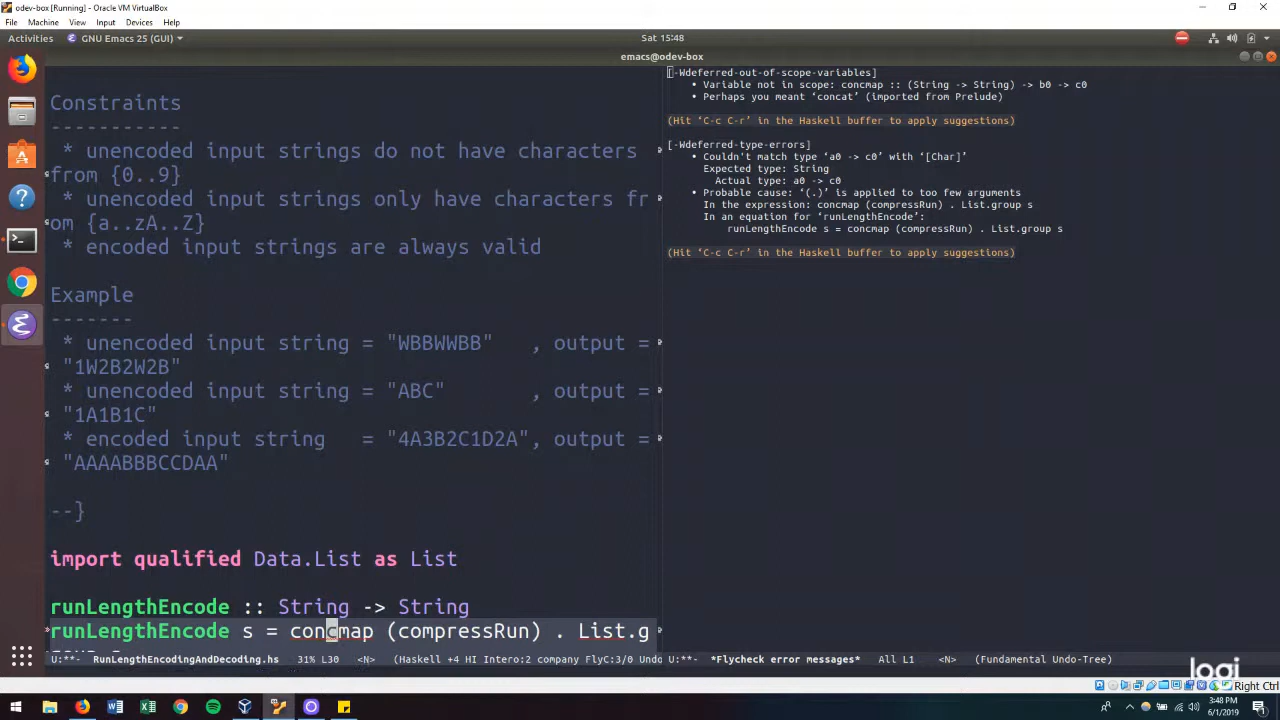 odev-box [Running] - Oracle VM VirtualBox
File Machine View Input Devices Help
Activities GNU Emacs 25 (GUI) Sat 15:48
emacs@odev-box
Constraints
-----------
* unencoded input strings do not have characters
from {0..9}
* unencoded input strings only have characters fr
om {a..zA..Z}
* encoded input strings are always valid
Example
-------
* unencoded input string = "WBBWWBB" , output =
"1W2B2W2B"
* unencoded input string = "ABC" , output =
"1A1B1C"
* encoded input string = "4A3B2C1D2A", output =
"AAAABBBCCDAA"
--}
import qualified Data.List as List
runLengthEncode :: String -> String
runLengthEncode s = concmap (compressRun) . List.g
U:**- RunLengthEncodingAndDecoding.hs 31% L30 <N> (Haskell +4 HI Intero:2 company FlyC:3/0 Undo
[-Wdeferred-out-of-scope-variables]
• Variable not in scope: concmap :: (String -> String) -> b0 -> c0
• Perhaps you meant ‘concat’ (imported from Prelude)
(Hit ‘C-c C-r’ in the Haskell buffer to apply suggestions)
[-Wdeferred-type-errors]
• Couldn't match type ‘a0 -> c0’ with ‘[Char]’
Expected type: String
Actual type: a0 -> c0
• Probable cause: ‘(.)’ is applied to too few arguments
In the expression: concmap (compressRun) . List.group s
In an equation for ‘runLengthEncode’:
runLengthEncode s = concmap (compressRun) . List.group s
(Hit ‘C-c C-r’ in the Haskell buffer to apply suggestions)
U:**- *Flycheck error messages* All L1 <N> (Fundamental Undo-Tree)
logi
Right Ctrl
3:48 PM
6/1/2019